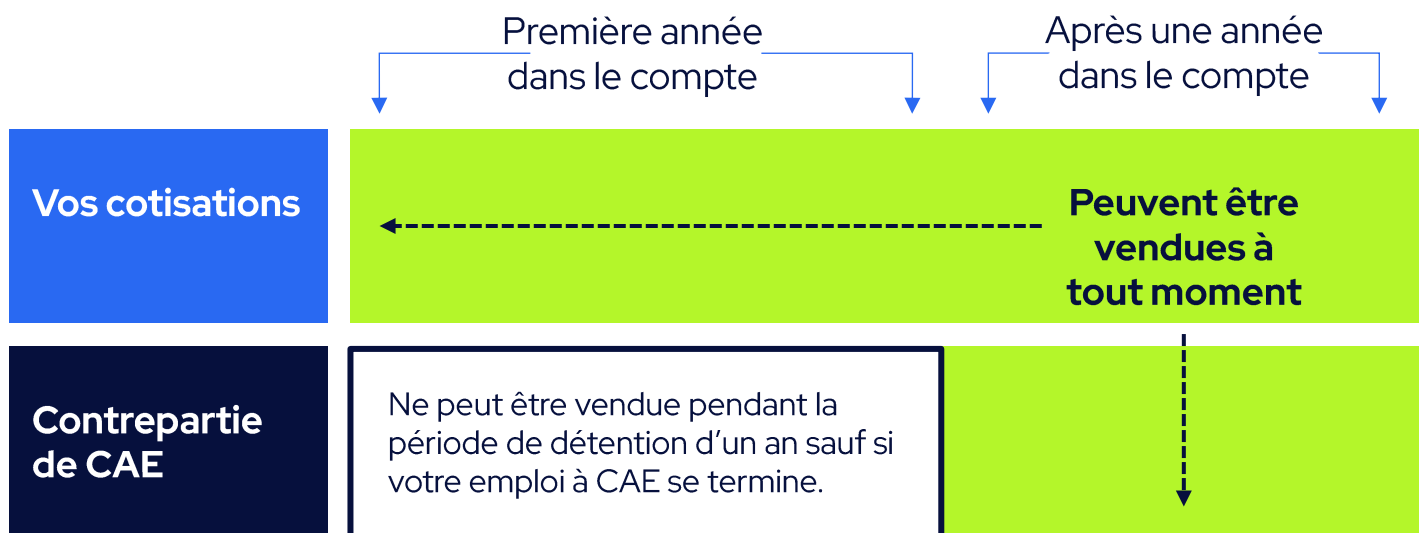 Première année
dans le compte
Après une année
dans le compte
Vos cotisations
Peuvent être
vendues à
tout moment
Contrepartie
de CAE
Ne peut être vendue pendant la
période de détention d’un an sauf si
votre emploi à CAE se termine.